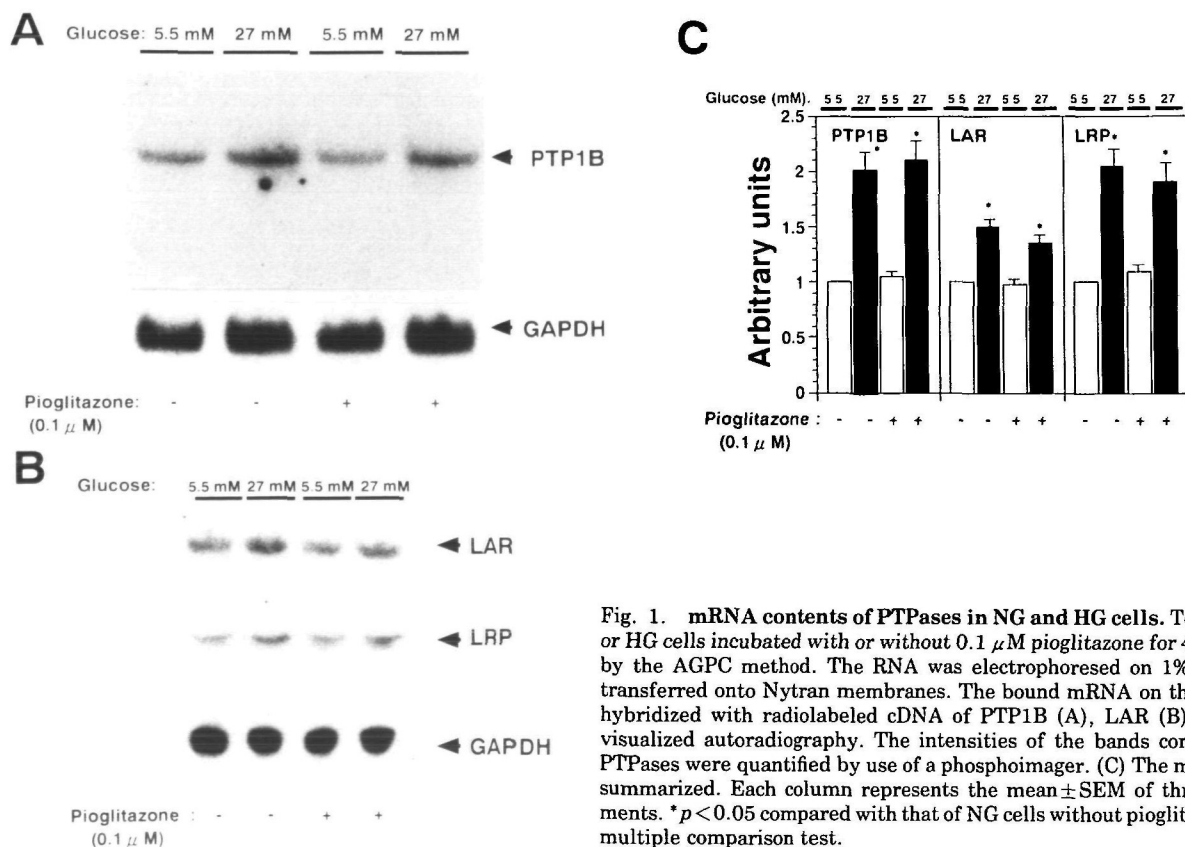 A
Glucose: 5.5 mM 27 mM 5.5 mM 27 mM
PTP1B
GAPDH
Pioglitazone: - - + +
(0.1 μ M)
B
Glucose: 5.5 mM 27 mM 5.5 mM 27 mM
LAR
LRP
GAPDH
Pioglitazone : - - + +
(0.1 μ M)
C
Glucose (mM). 5 5 27 5 5 27 5 5 27 5 5 27 5 5 27 5 5 27
Arbitrary units
2.5
2
1.5
1
0.5
0
PTP1B LAR LRP
* * * * * *
Pioglitazone : - - + + - - + + - - + +
(0.1 μ M)
Fig. 1. mRNA contents of PTPases in NG and HG cells. T
or HG cells incubated with or without 0.1 μM pioglitazone for 4
by the AGPC method. The RNA was electrophoresed on 1%
transferred onto Nytran membranes. The bound mRNA on th
hybridized with radiolabeled cDNA of PTP1B (A), LAR (B)
visualized autoradiography. The intensities of the bands con
PTPases were quantified by use of a phosphoimager. (C) The m
summarized. Each column represents the mean±SEM of thr
ments. *p<0.05 compared with that of NG cells without pioglit
multiple comparison test.